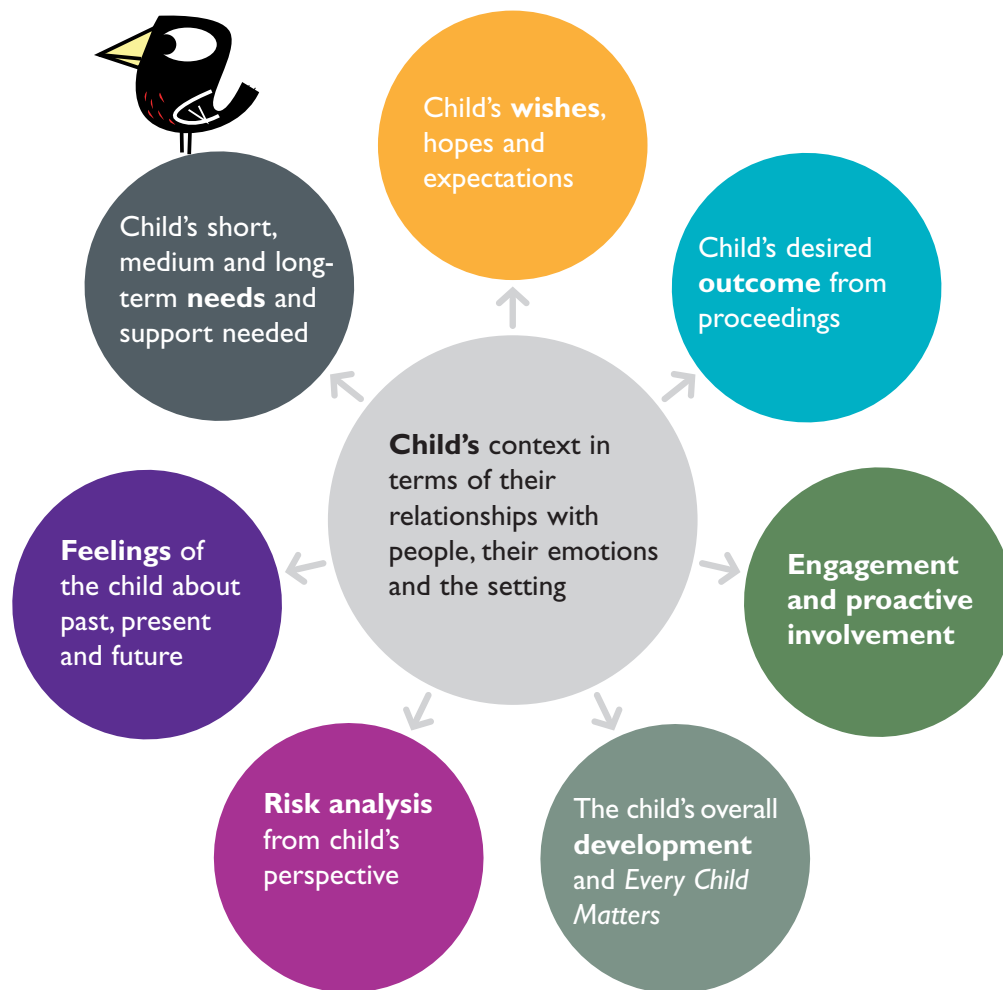 Child's wishes,
hopes and
expectations
Child's desired
outcome from
proceedings
Engagement
and proactive
involvement
The child's overall
development
and Every Child
Matters
Risk analysis
from child's
perspective
Feelings of
the child about
past, present
and future
Child's short,
medium and long-
term needs and
support needed
Child's context in
terms of their
relationships with
people, their emotions
and the setting